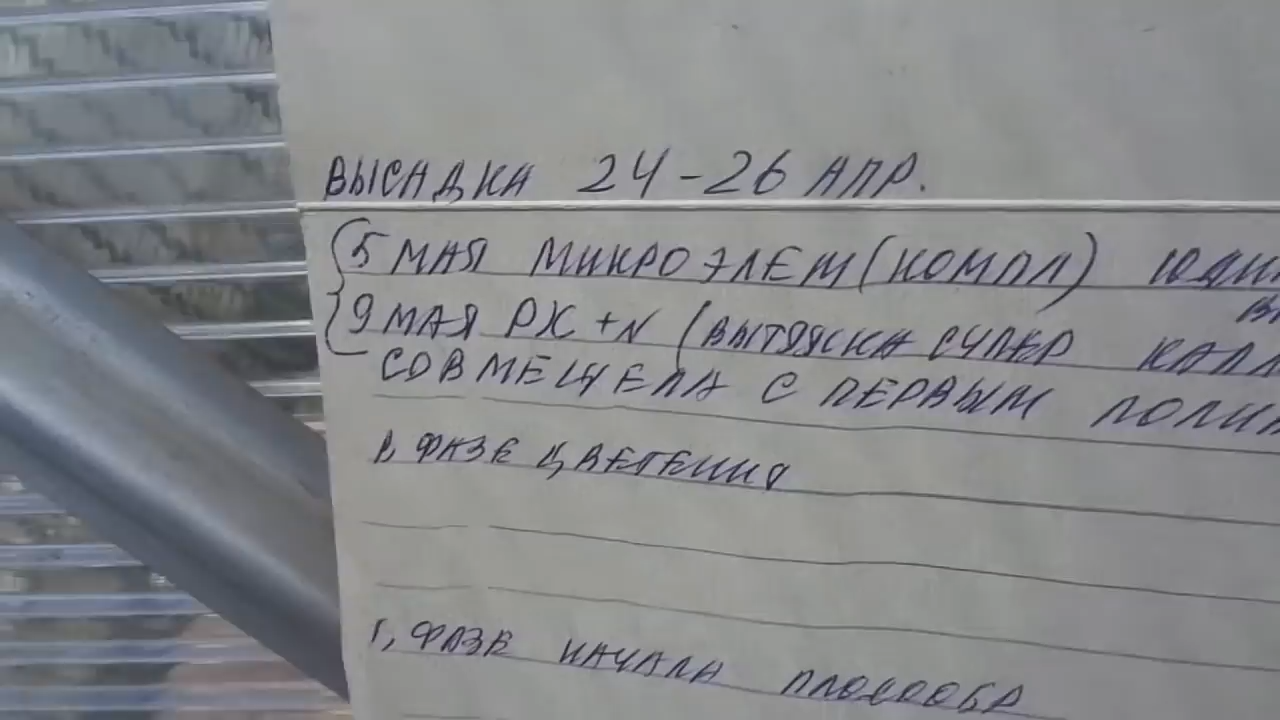 ВЫСАДКА 24-26 АПР.
5 МАЯ МИКРОЭЛЕМ (КОМПЛ)
9 МАЯ РК + N (ВЫТЯЖКА СУПЕР
СОВМЕЩЕНА С ПЕРВЫМ
В, ФАЗЕ ЦВЕТЕНИЯ
Г, ФАЗЕ НАЧАЛА ПЛОДООБР